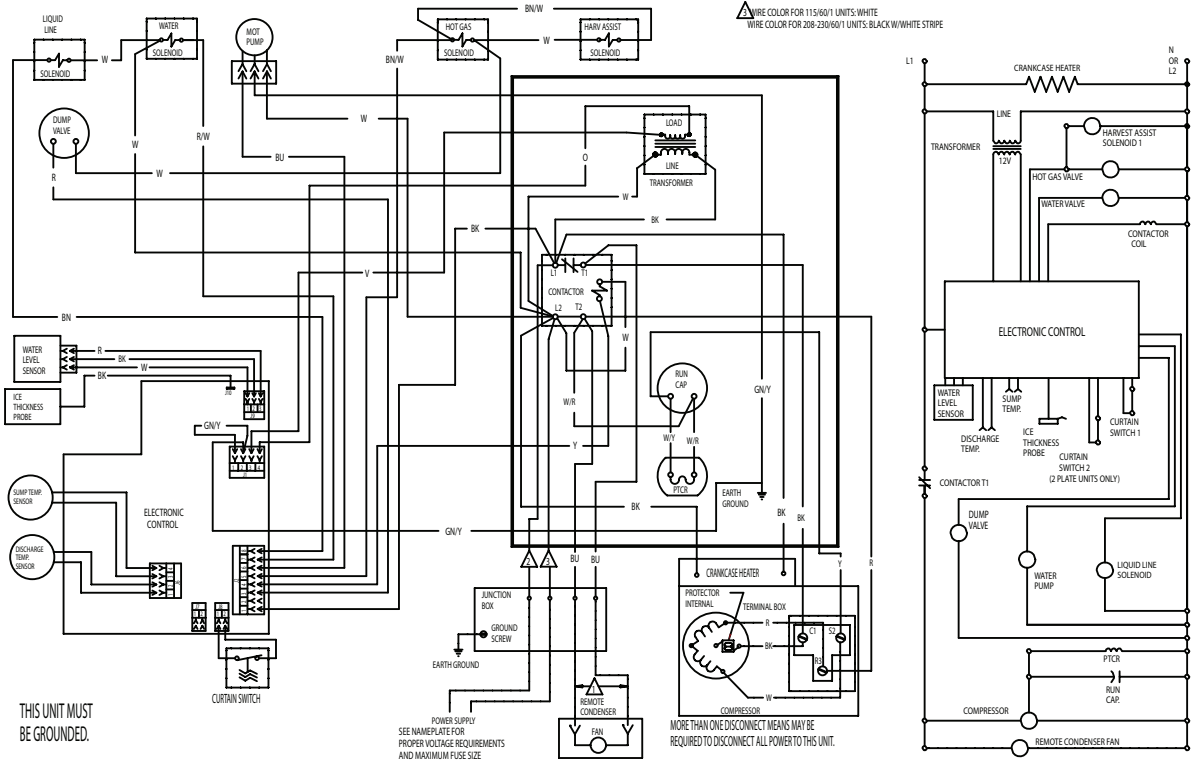 3 WIRE COLOR FOR 115/60/1 UNITS: WHITE
WIRE COLOR FOR 208-230/60/1 UNITS: BLACK W/WHITE STRIPE
LIQUID
LINE
SOLENOID
W
WATER
SOLENOID
MOT
PUMP
BN/W
HOT GAS
SOLENOID
W
HARV ASSIST
SOLENOID
BN/W
DUMP
VALVE
R
W
R/W
W
BU
W
O
LOAD
LINE
TRANSFORMER
W
BK
BK
V
L1
T1
CONTACTOR
L2
T2
W
BN
WATER
LEVEL
SENSOR
R
BK
W
BK
ICE
THICKNESS
PROBE
J10
GN/Y
1 2 3 4
W/R
RUN
CAP
W/Y
W/R
PTCR
GN/Y
Y
EARTH
GROUND
BK
BK
BK
SUMP TEMP.
SENSOR
ELECTRONIC
CONTROL
DISCHARGE
TEMP.
SENSOR
GN/Y
CURTAIN SWITCH
2
3
BU
BU
Y
R
JUNCTION
BOX
GROUND
SCREW
EARTH GROUND
CRANKCASE HEATER
PROTECTOR
INTERNAL
TERMINAL BOX
R
BK
W
C1
S2
R3
COMPRESSOR
1
REMOTE
CONDENSER
FAN
POWER SUPPLY
SEE NAMEPLATE FOR
PROPER VOLTAGE REQUIREMENTS
AND MAXIMUM FUSE SIZE
MORE THAN ONE DISCONNECT MEANS MAY BE
REQUIRED TO DISCONNECT ALL POWER TO THIS UNIT.
THIS UNIT MUST
BE GROUNDED.
L1
N
OR
L2
CRANKCASE HEATER
LINE
TRANSFORMER
12V
HARVEST ASSIST
SOLENOID 1
HOT GAS VALVE
WATER VALVE
CONTACTOR
COIL
ELECTRONIC CONTROL
WATER
LEVEL
SENSOR
DISCHARGE
TEMP.
SUMP
TEMP.
ICE
THICKNESS
PROBE
CURTAIN
SWITCH 2
(2 PLATE UNITS ONLY)
CURTAIN
SWITCH 1
CONTACTOR T1
DUMP
VALVE
WATER
PUMP
LIQUID LINE
SOLENOID
PTCR
RUN
CAP.
COMPRESSOR
REMOTE CONDENSER FAN